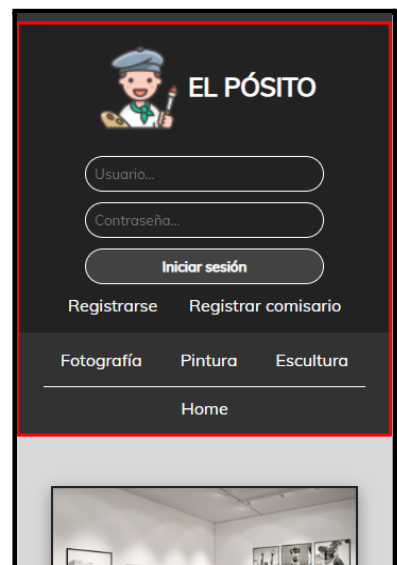 EL PÓSITO
Usuario...
Contraseña...
Iniciar sesión
Registrarse Registrar comisario
Fotografía Pintura Escultura
Home